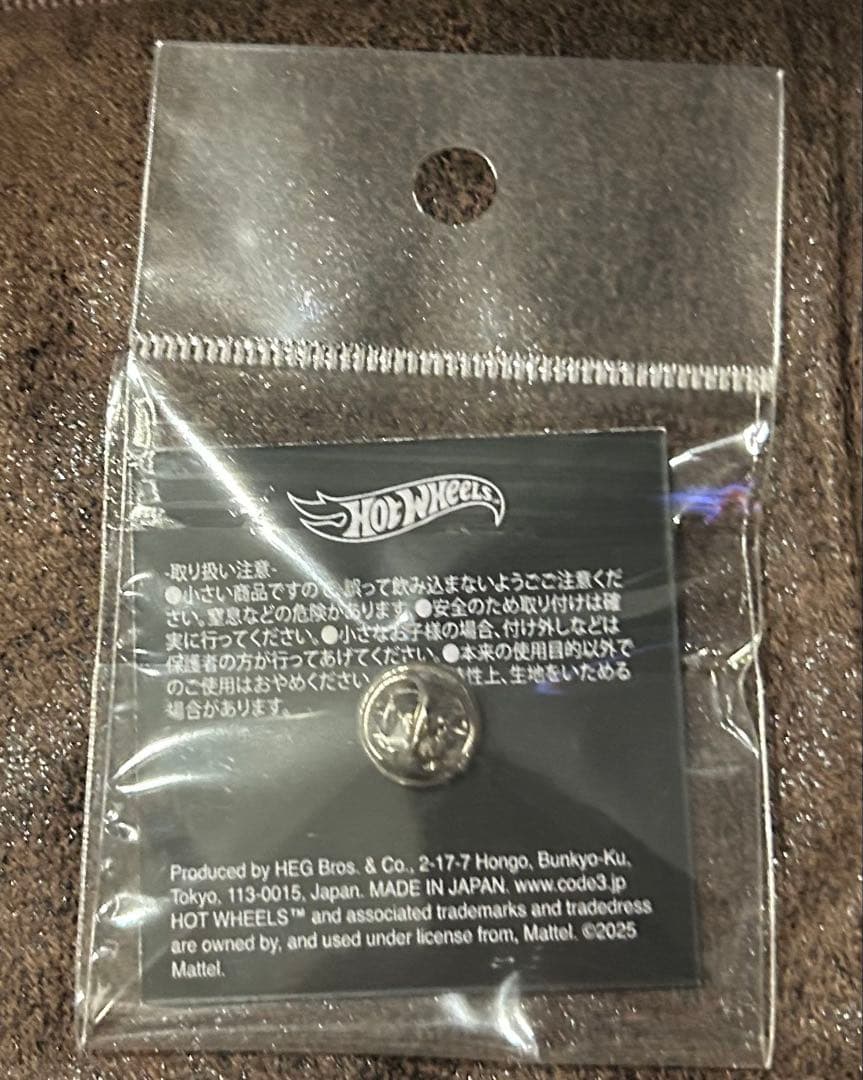 HOT WHEELS™
-取り扱い注意-
●小さい商品ですので、誤って飲み込まないようごご注意くだ
さい。窒息などの危険があります。●安全のため取り付けは確
実に行ってください。●小さなお子様の場合、付け外しなどは
保護者の方が行ってあげてください。●本来の使用目的以外で
のご使用はおやめください 性上、生地をいためる
場合があります。
Produced by HEG Bros. & Co., 2-17-7 Hongo, Bunkyo-Ku,
Tokyo, 113-0015, Japan. MADE IN JAPAN. www.code3.jp
HOT WHEELS™ and associated trademarks and tradedress
are owned by, and used under license from, Mattel. ©2025
Mattel.